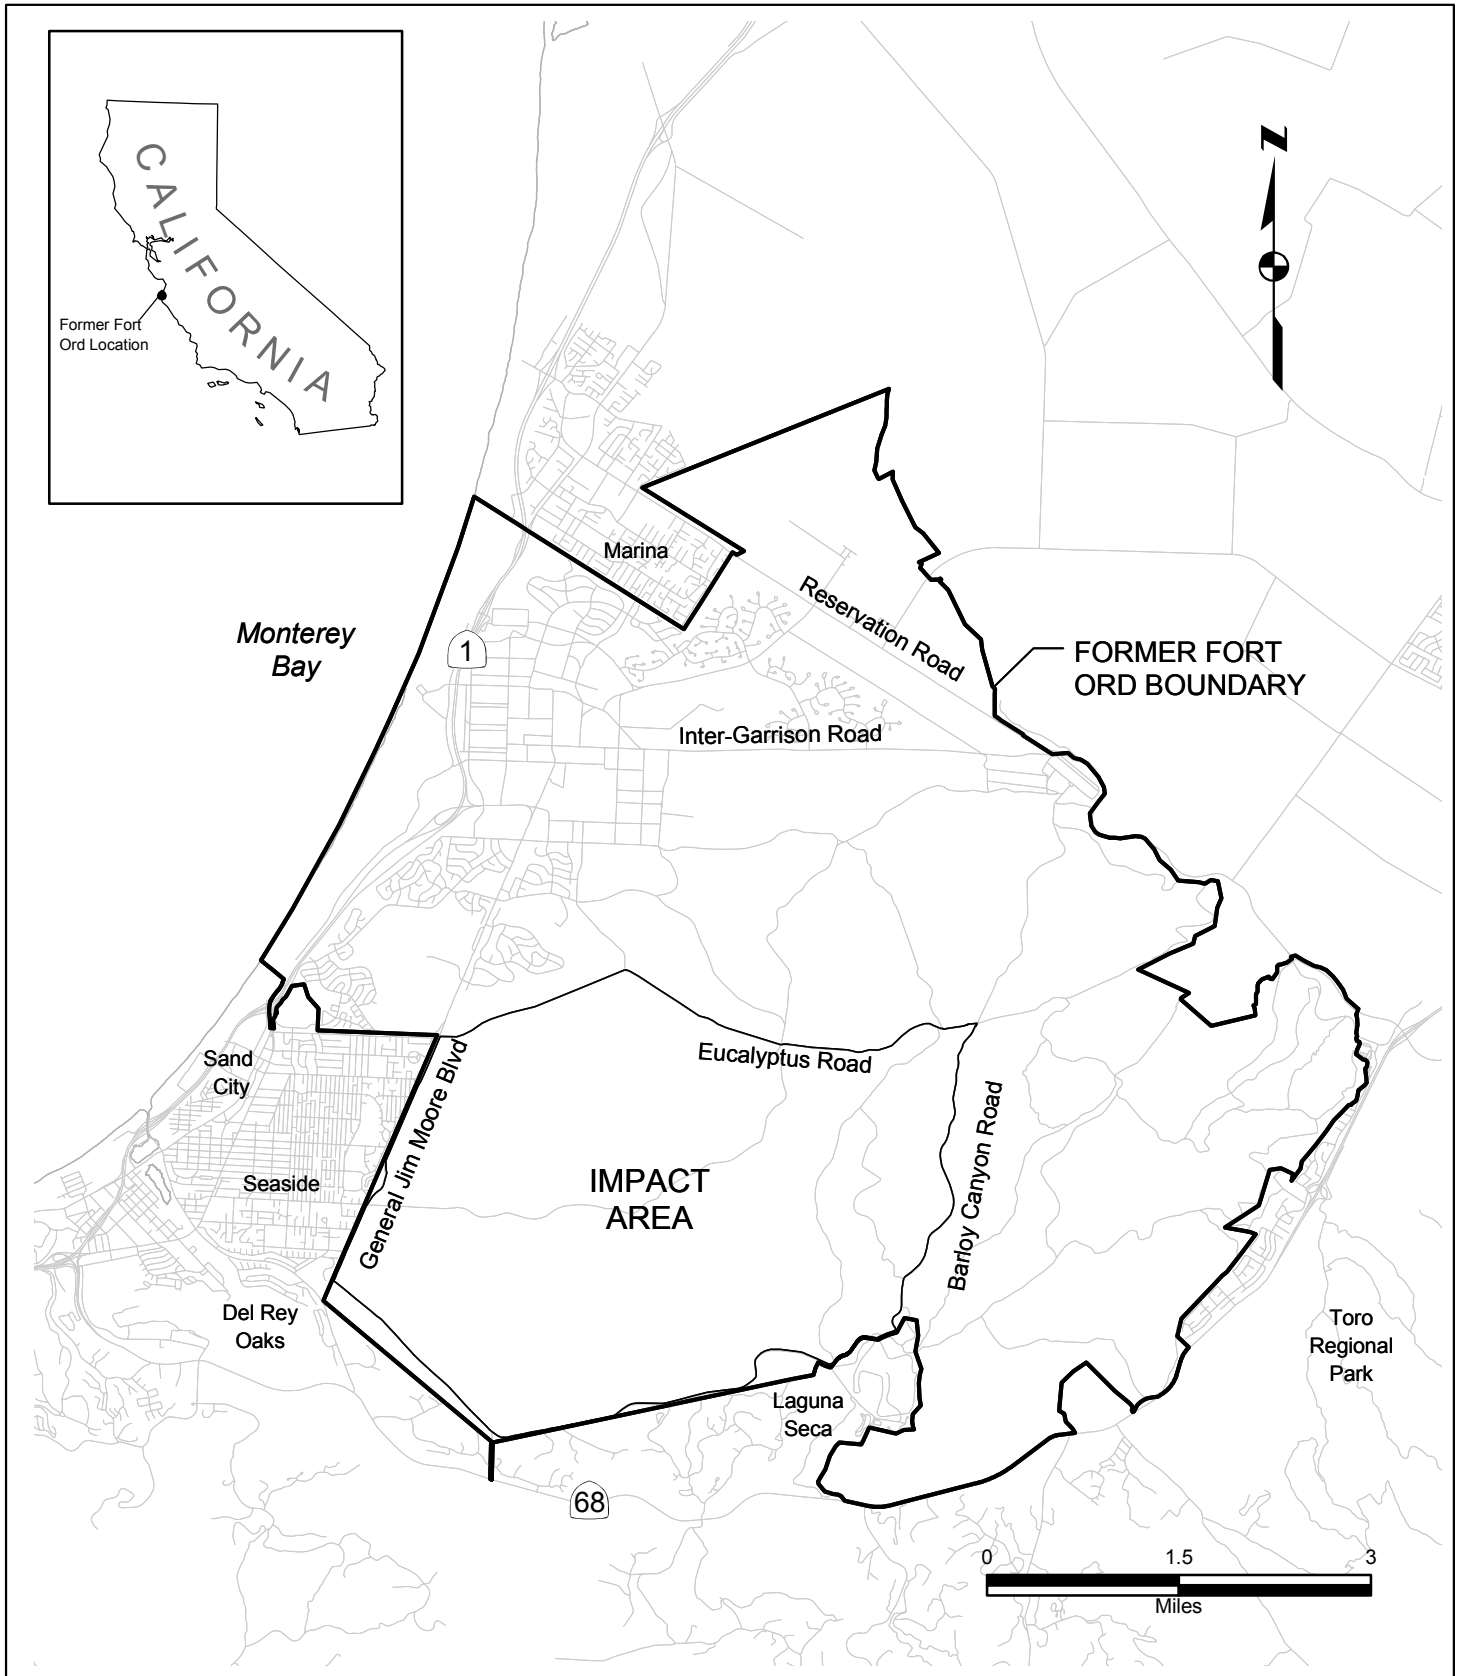 CALIFORNIA
Former Fort
Ord Location
N
Marina
Monterey
Bay
1
Reservation Road
FORMER FORT
ORD BOUNDARY
Inter-Garrison Road
Sand
City
Eucalyptus Road
General Jim Moore Blvd
Barloy Canyon Road
Seaside
IMPACT
AREA
Del Rey
Oaks
Toro
Regional
Park
Laguna
Seca
68
0 1.5 3
Miles